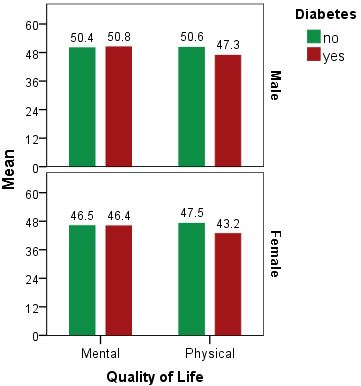 Diabetes
no
yes
Mean
60
48
36
24
12
0
50.4
50.8
50.6
47.3
Male
60
48
36
24
12
0
46.5
46.4
47.5
43.2
Female
Mental
Physical
Quality of Life